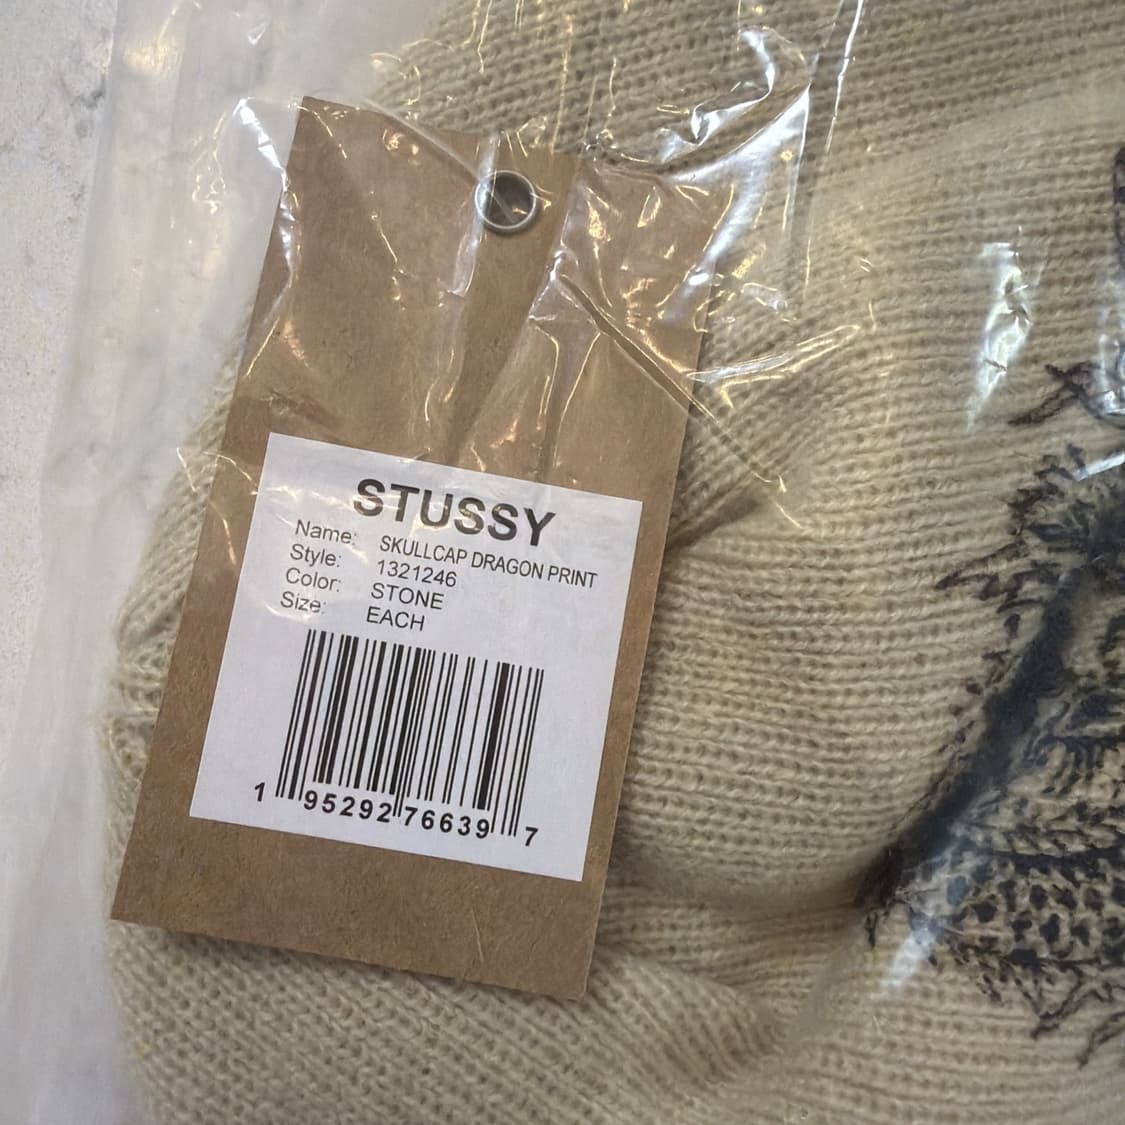 STUSSY
Name: SKULLCAP DRAGON PRINT
Style: 1321246
Color: STONE
Size: EACH
1 95292 76639 7